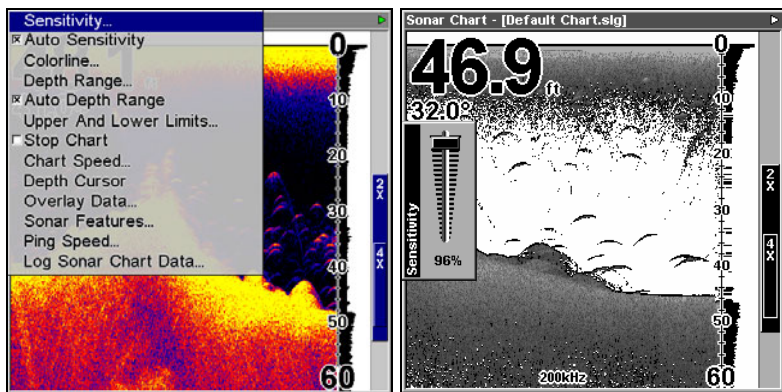 Sensitivity...
Auto Sensitivity
Colorline...
Depth Range...
Auto Depth Range
Upper And Lower Limits...
Stop Chart
Chart Speed...
Depth Cursor
Overlay Data...
Sonar Features...
Ping Speed...
Log Sonar Chart Data...
0
10
20
30
40
50
60
2X
4X
Sonar Chart - [Default Chart.slg]
46.9 ft
32.0°
Sensitivity
96%
0
10
20
30
40
50
60
200kHz
2X
4X